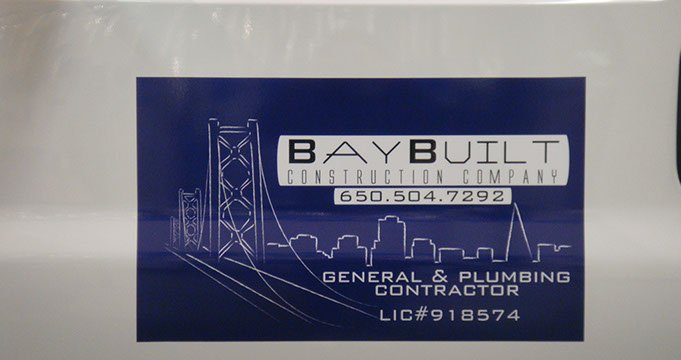 BAYBUILT
CONSTRUCTION COMPANY
650.504.7292
GENERAL & PLUMBING
CONTRACTOR
LIC#918574